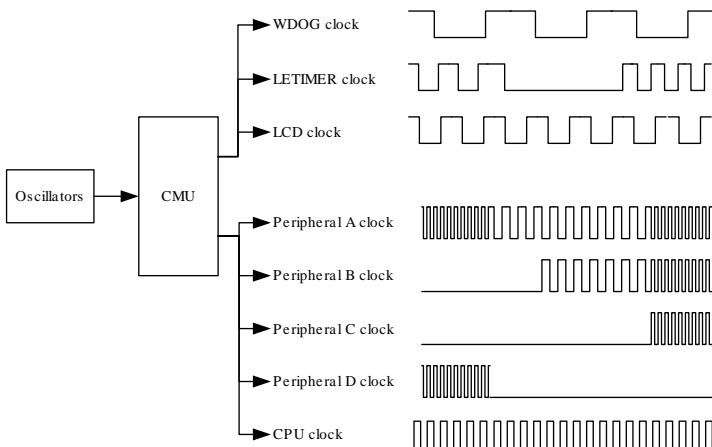 WDOG clock
LETIMER clock
LCD clock
Oscillators
CMU
Peripheral A clock
Peripheral B clock
Peripheral C clock
Peripheral D clock
CPU clock